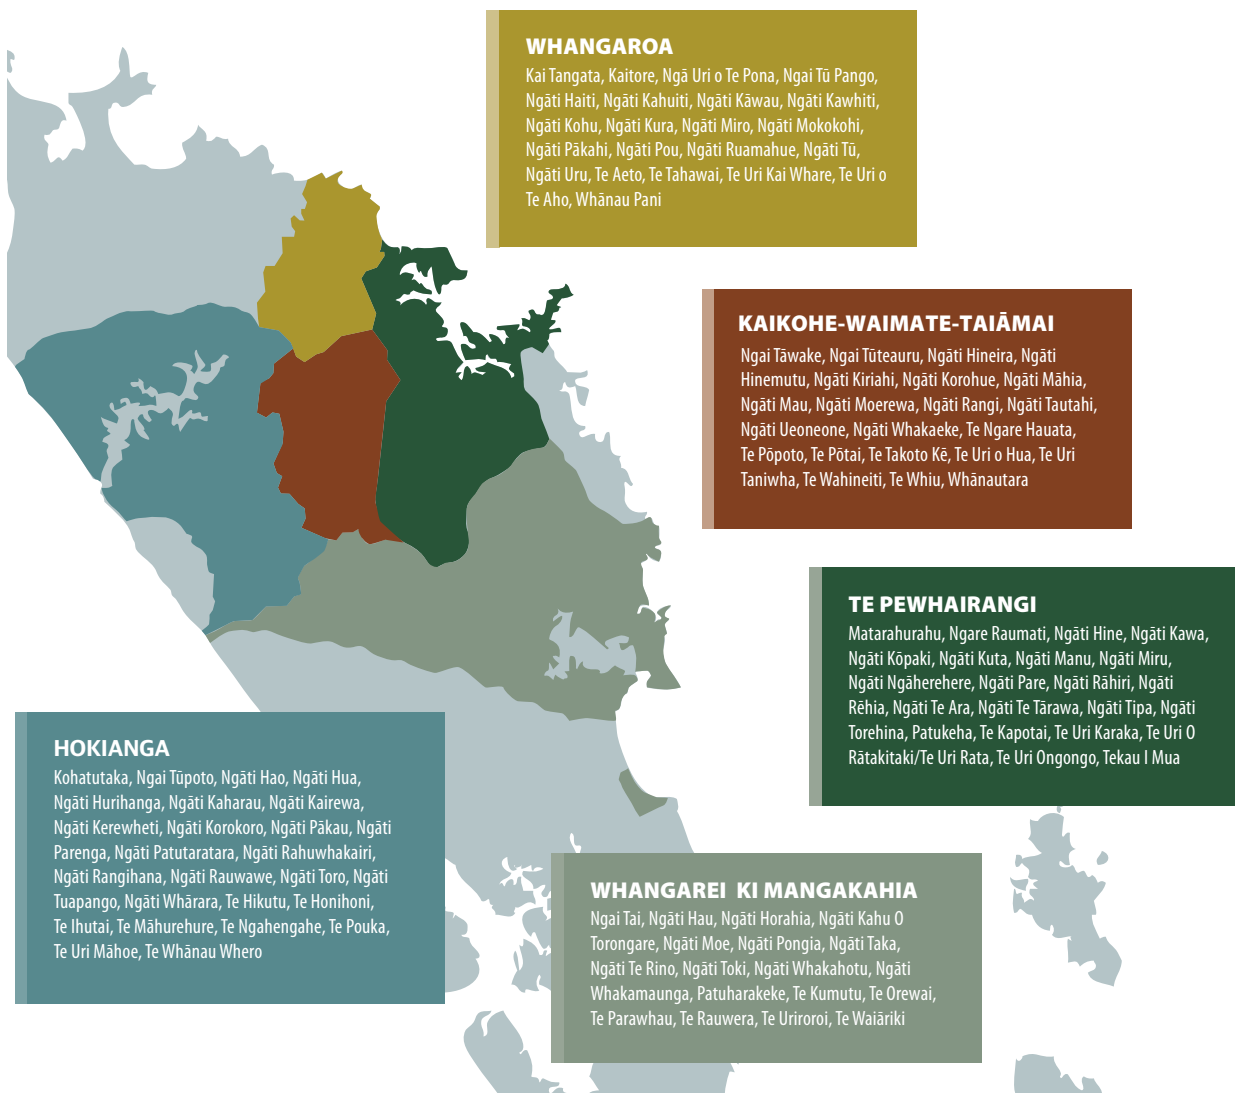 WHANGAROA
Kai Tangata, Kaitore, Ngā Uri o Te Pona, Ngai Tū Pango,
Ngāti Haiti, Ngāti Kahuiti, Ngāti Kāwau, Ngāti Kawhiti,
Ngāti Kohu, Ngāti Kura, Ngāti Miro, Ngāti Mokokohi,
Ngāti Pākahi, Ngāti Pou, Ngāti Ruamahue, Ngāti Tū,
Ngāti Uru, Te Aeto, Te Tahawai, Te Uri Kai Whare, Te Uri o
Te Aho, Whānau Pani
KAIKOHE-WAIMATE-TAIĀMAI
Ngai Tāwake, Ngai Tūteauru, Ngāti Hineira, Ngāti
Hinemutu, Ngāti Kiriahi, Ngāti Korohue, Ngāti Māhia,
Ngāti Mau, Ngāti Moerewa, Ngāti Rangi, Ngāti Tautahi,
Ngāti Ueoneone, Ngāti Whakaeke, Te Ngare Hauata,
Te Pōpoto, Te Pōtai, Te Takoto Kē, Te Uri o Hua, Te Uri
Taniwha, Te Wahineiti, Te Whiu, Whānautara
TE PEWHAIRANGI
Matarahurahu, Ngare Raumati, Ngāti Hine, Ngāti Kawa,
Ngāti Kōpaki, Ngāti Kuta, Ngāti Manu, Ngāti Miru,
Ngāti Ngāherehere, Ngāti Pare, Ngāti Rāhiri, Ngāti
Rēhia, Ngāti Te Ara, Ngāti Te Tārawa, Ngāti Tipa, Ngāti
Torehina, Patukeha, Te Kapotai, Te Uri Karaka, Te Uri O
Rātakitaki/Te Uri Rata, Te Uri Ongongo, Tekau I Mua
HOKIANGA
Kohatutaka, Ngai Tūpoto, Ngāti Hao, Ngāti Hua,
Ngāti Hurihanga, Ngāti Kaharau, Ngāti Kairewa,
Ngāti Kerewheti, Ngāti Korokoro, Ngāti Pākau, Ngāti
Parenga, Ngāti Patutaratara, Ngāti Rahuwhakairi,
Ngāti Rangihana, Ngāti Rauwawe, Ngāti Toro, Ngāti
Tuapango, Ngāti Whārara, Te Hikutu, Te Honihoni,
Te Ihutai, Te Māhurehure, Te Ngahengahe, Te Pouka,
Te Uri Māhoe, Te Whānau Whero
WHANGAREI KI MANGAKAHIA
Ngai Tai, Ngāti Hau, Ngāti Horahia, Ngāti Kahu O
Torongare, Ngāti Moe, Ngāti Pongia, Ngāti Taka,
Ngāti Te Rino, Ngāti Toki, Ngāti Whakahotu, Ngāti
Whakamaunga, Patuharakeke, Te Kumutu, Te Orewai,
Te Parawhau, Te Rauwera, Te Uriroroi, Te Waiāriki